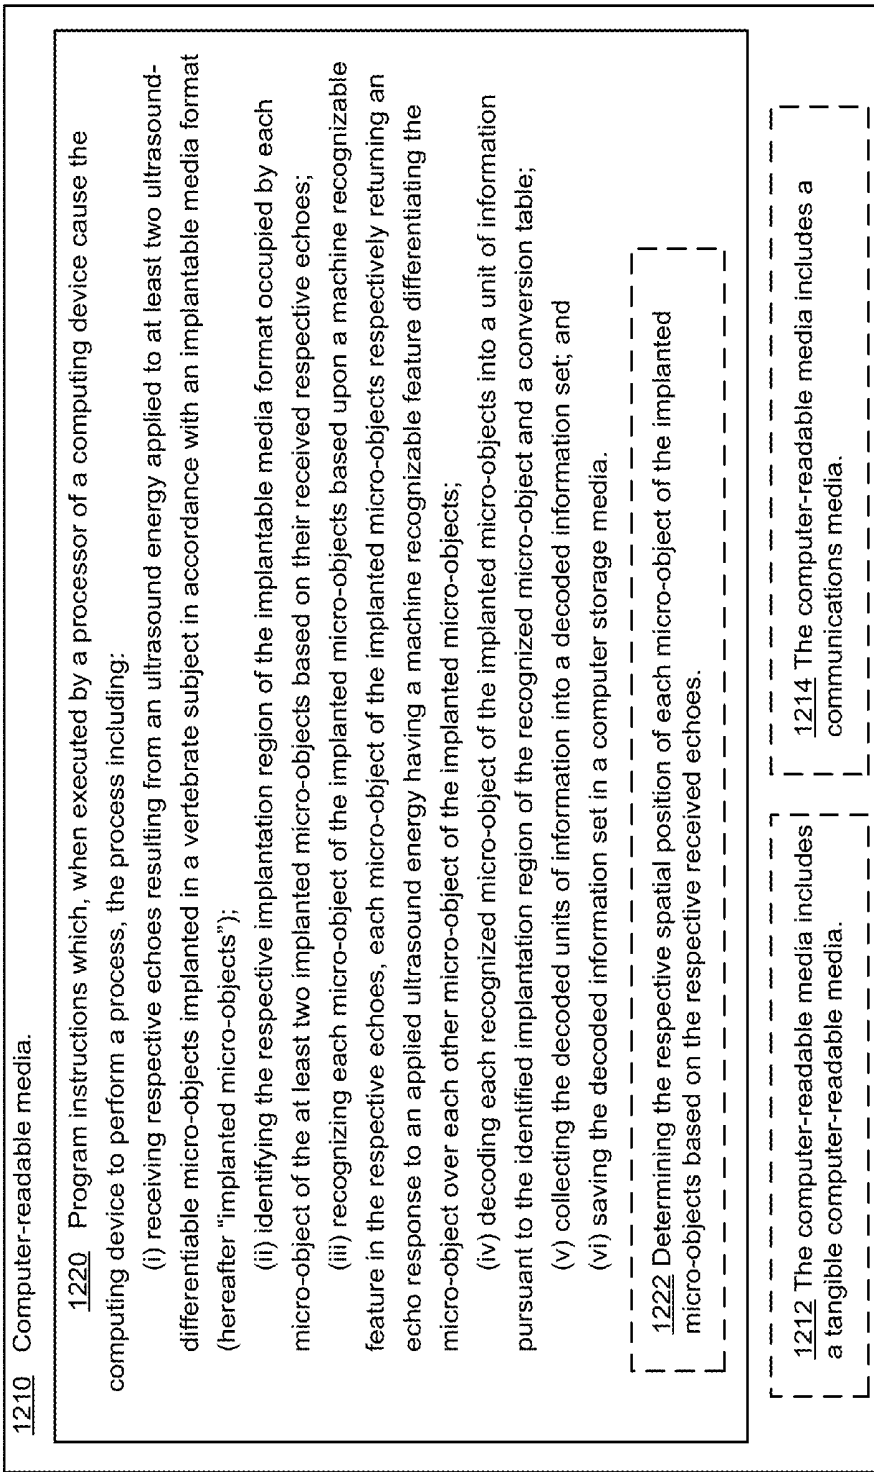 1210 Computer-readable media.
1220 Program instructions which, when executed by a processor of a computing device cause the
computing device to perform a process, the process including:
(i) receiving respective echoes resulting from an ultrasound energy applied to at least two ultrasound-
differentiable micro-objects implanted in a vertebrate subject in accordance with an implantable media format
(hereafter “implanted micro-objects”);
(ii) identifying the respective implantation region of the implantable media format occupied by each
micro-object of the at least two implanted micro-objects based on their received respective echoes;
(iii) recognizing each micro-object of the implanted micro-objects based upon a machine recognizable
feature in the respective echoes, each micro-object of the implanted micro-objects respectively returning an
echo response to an applied ultrasound energy having a machine recognizable feature differentiating the
micro-object over each other micro-object of the implanted micro-objects;
(iv) decoding each recognized micro-object of the implanted micro-objects into a unit of information
pursuant to the identified implantation region of the recognized micro-object and a conversion table;
(v) collecting the decoded units of information into a decoded information set; and
(vi) saving the decoded information set in a computer storage media.
1222 Determining the respective spatial position of each micro-object of the implanted
micro-objects based on the respective received echoes.
1212 The computer-readable media includes
a tangible computer-readable media.
1214 The computer-readable media includes a
communications media.